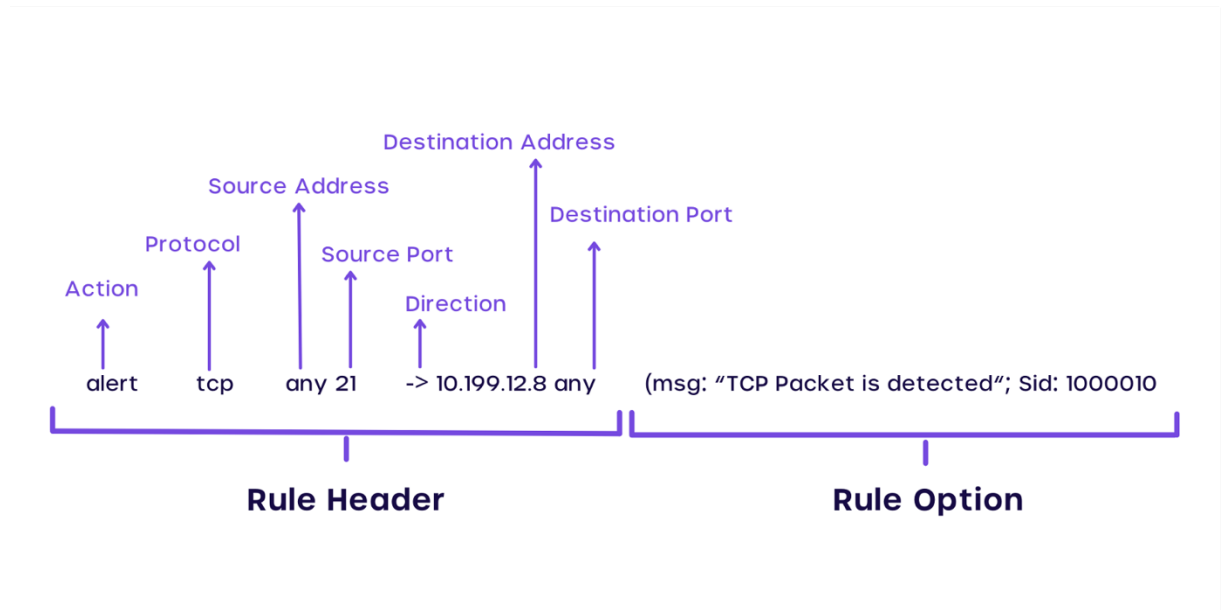 Destination Address
Source Address
Destination Port
Protocol
Source Port
Action
Direction
alert tcp any 21 -> 10.199.12.8 any (msg: “TCP Packet is detected“; Sid: 1000010
Rule Header Rule Option